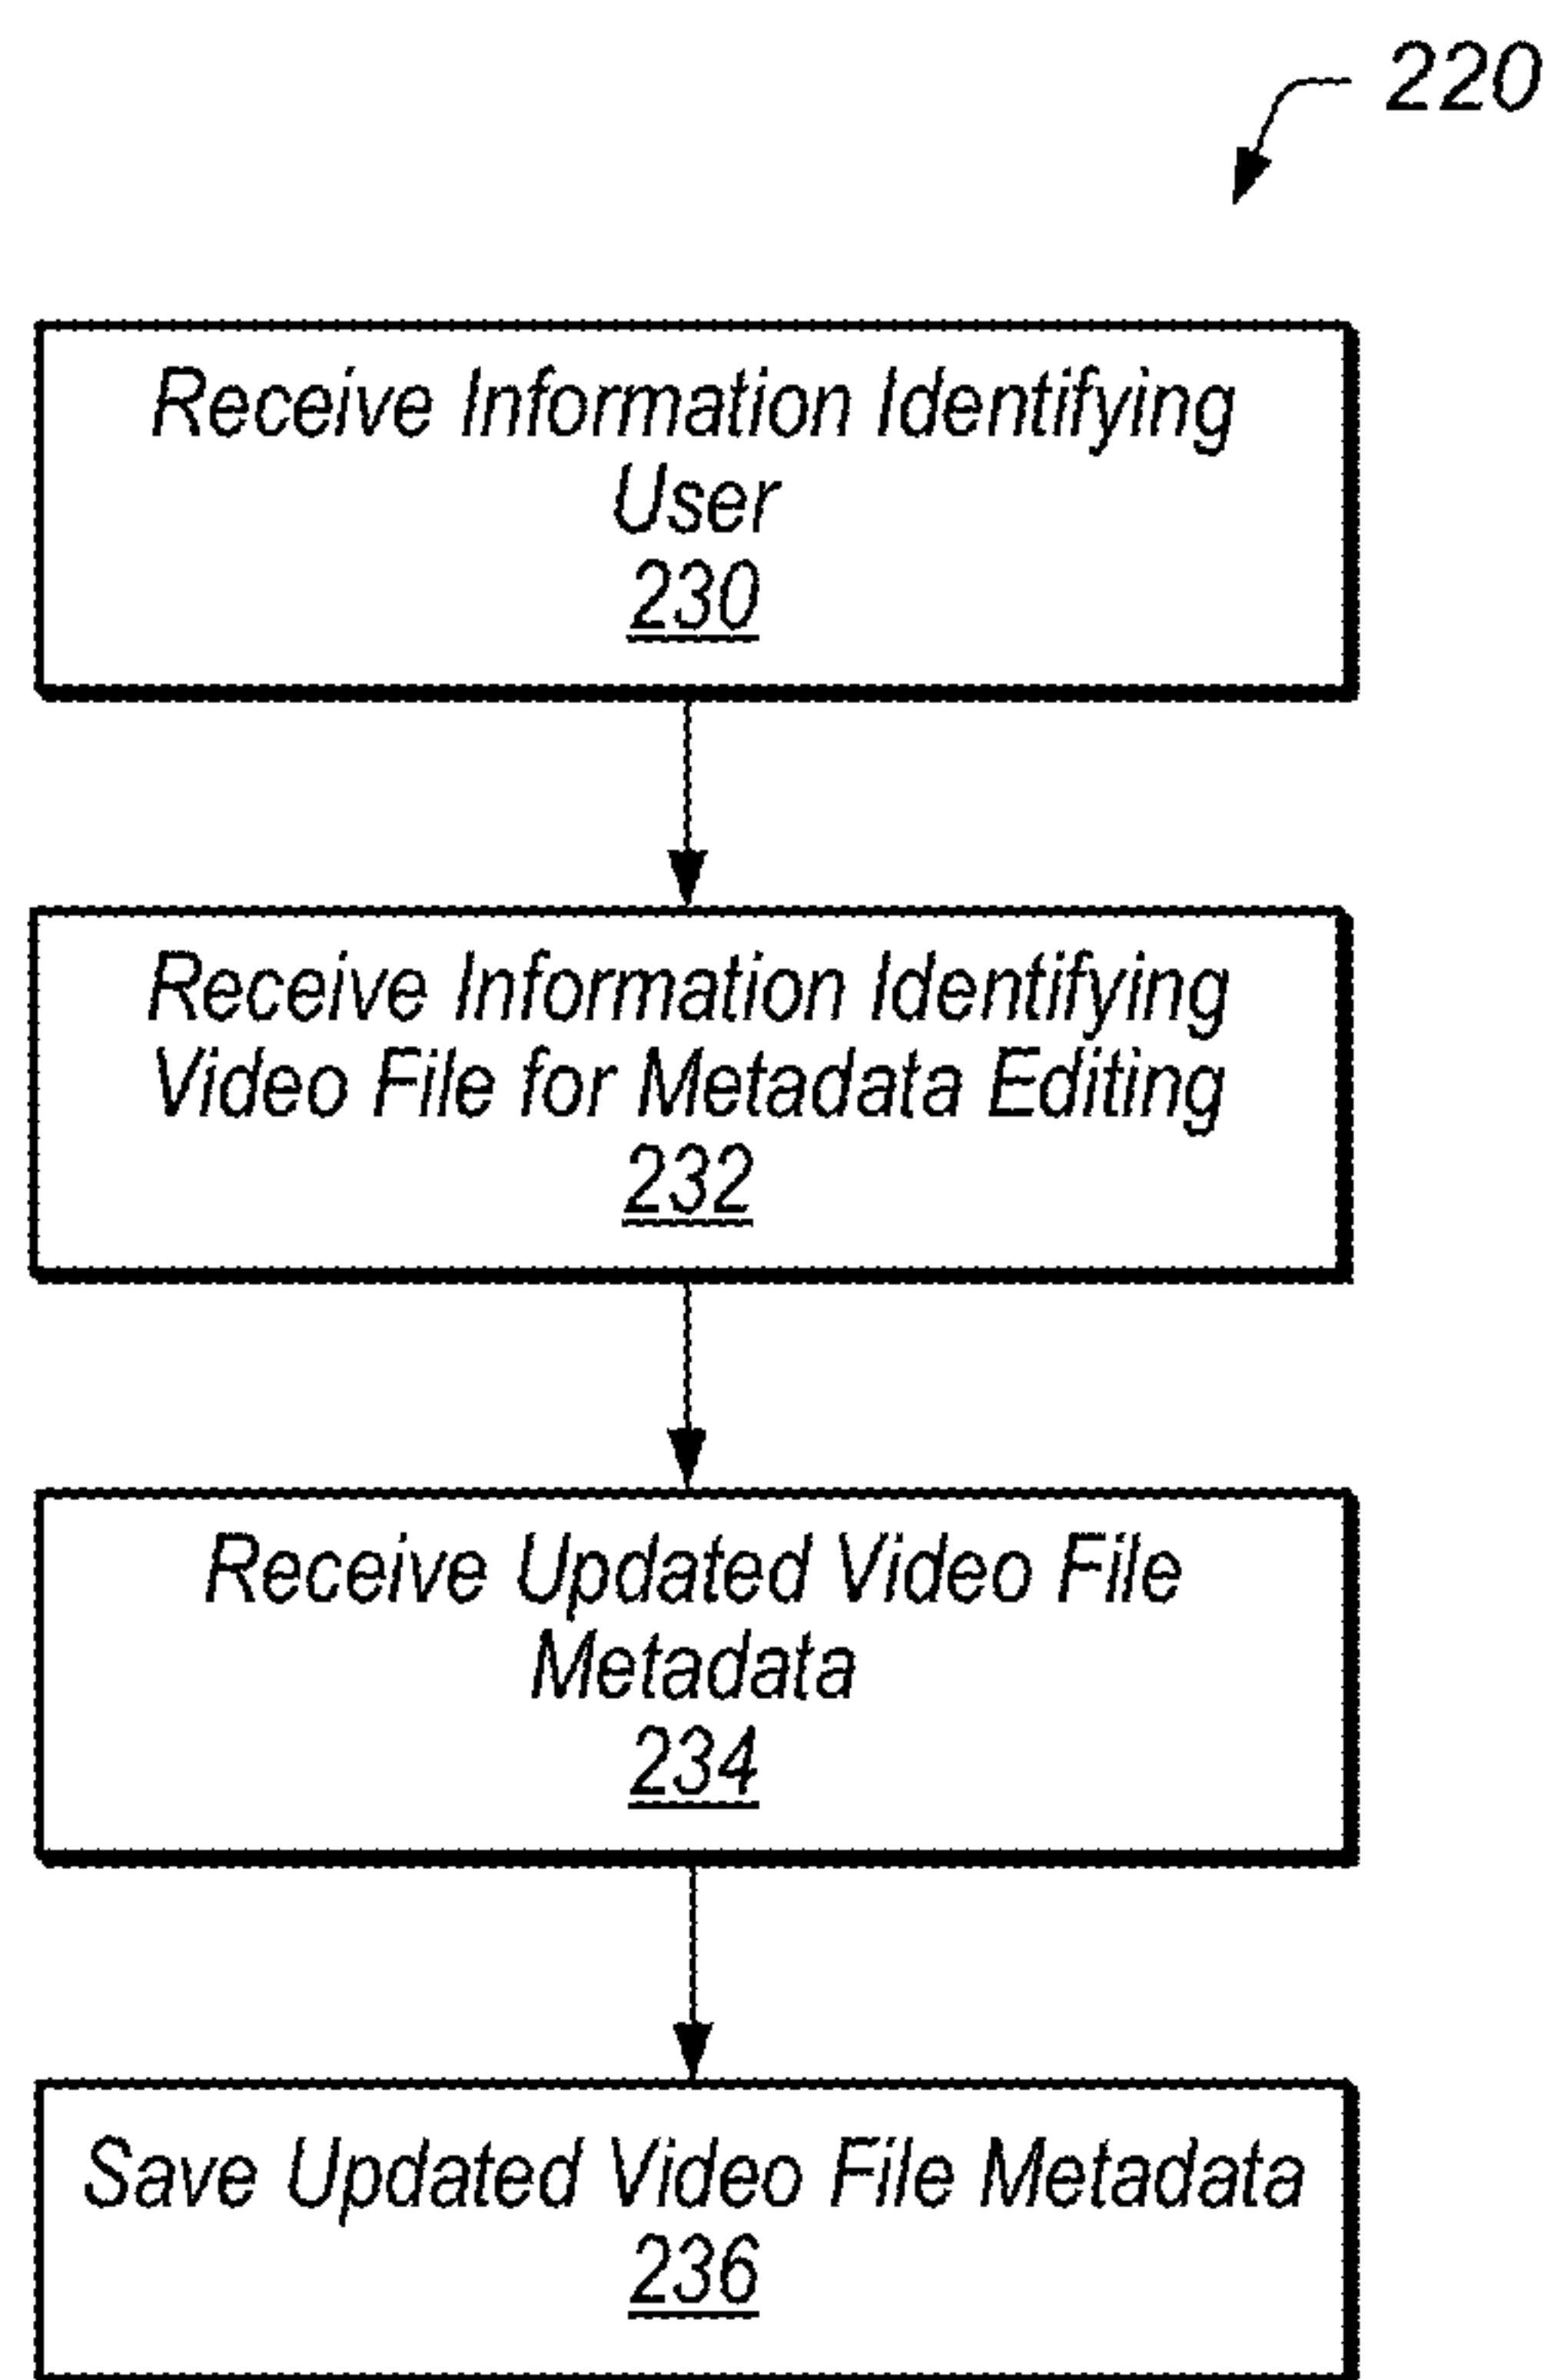 220
Receive Information Identifying
User
230
Receive Information Identifying
Video File for Metadata Editing
232
Receive Updated Video File
Metadata
234
Save Updated Video File Metadata
236